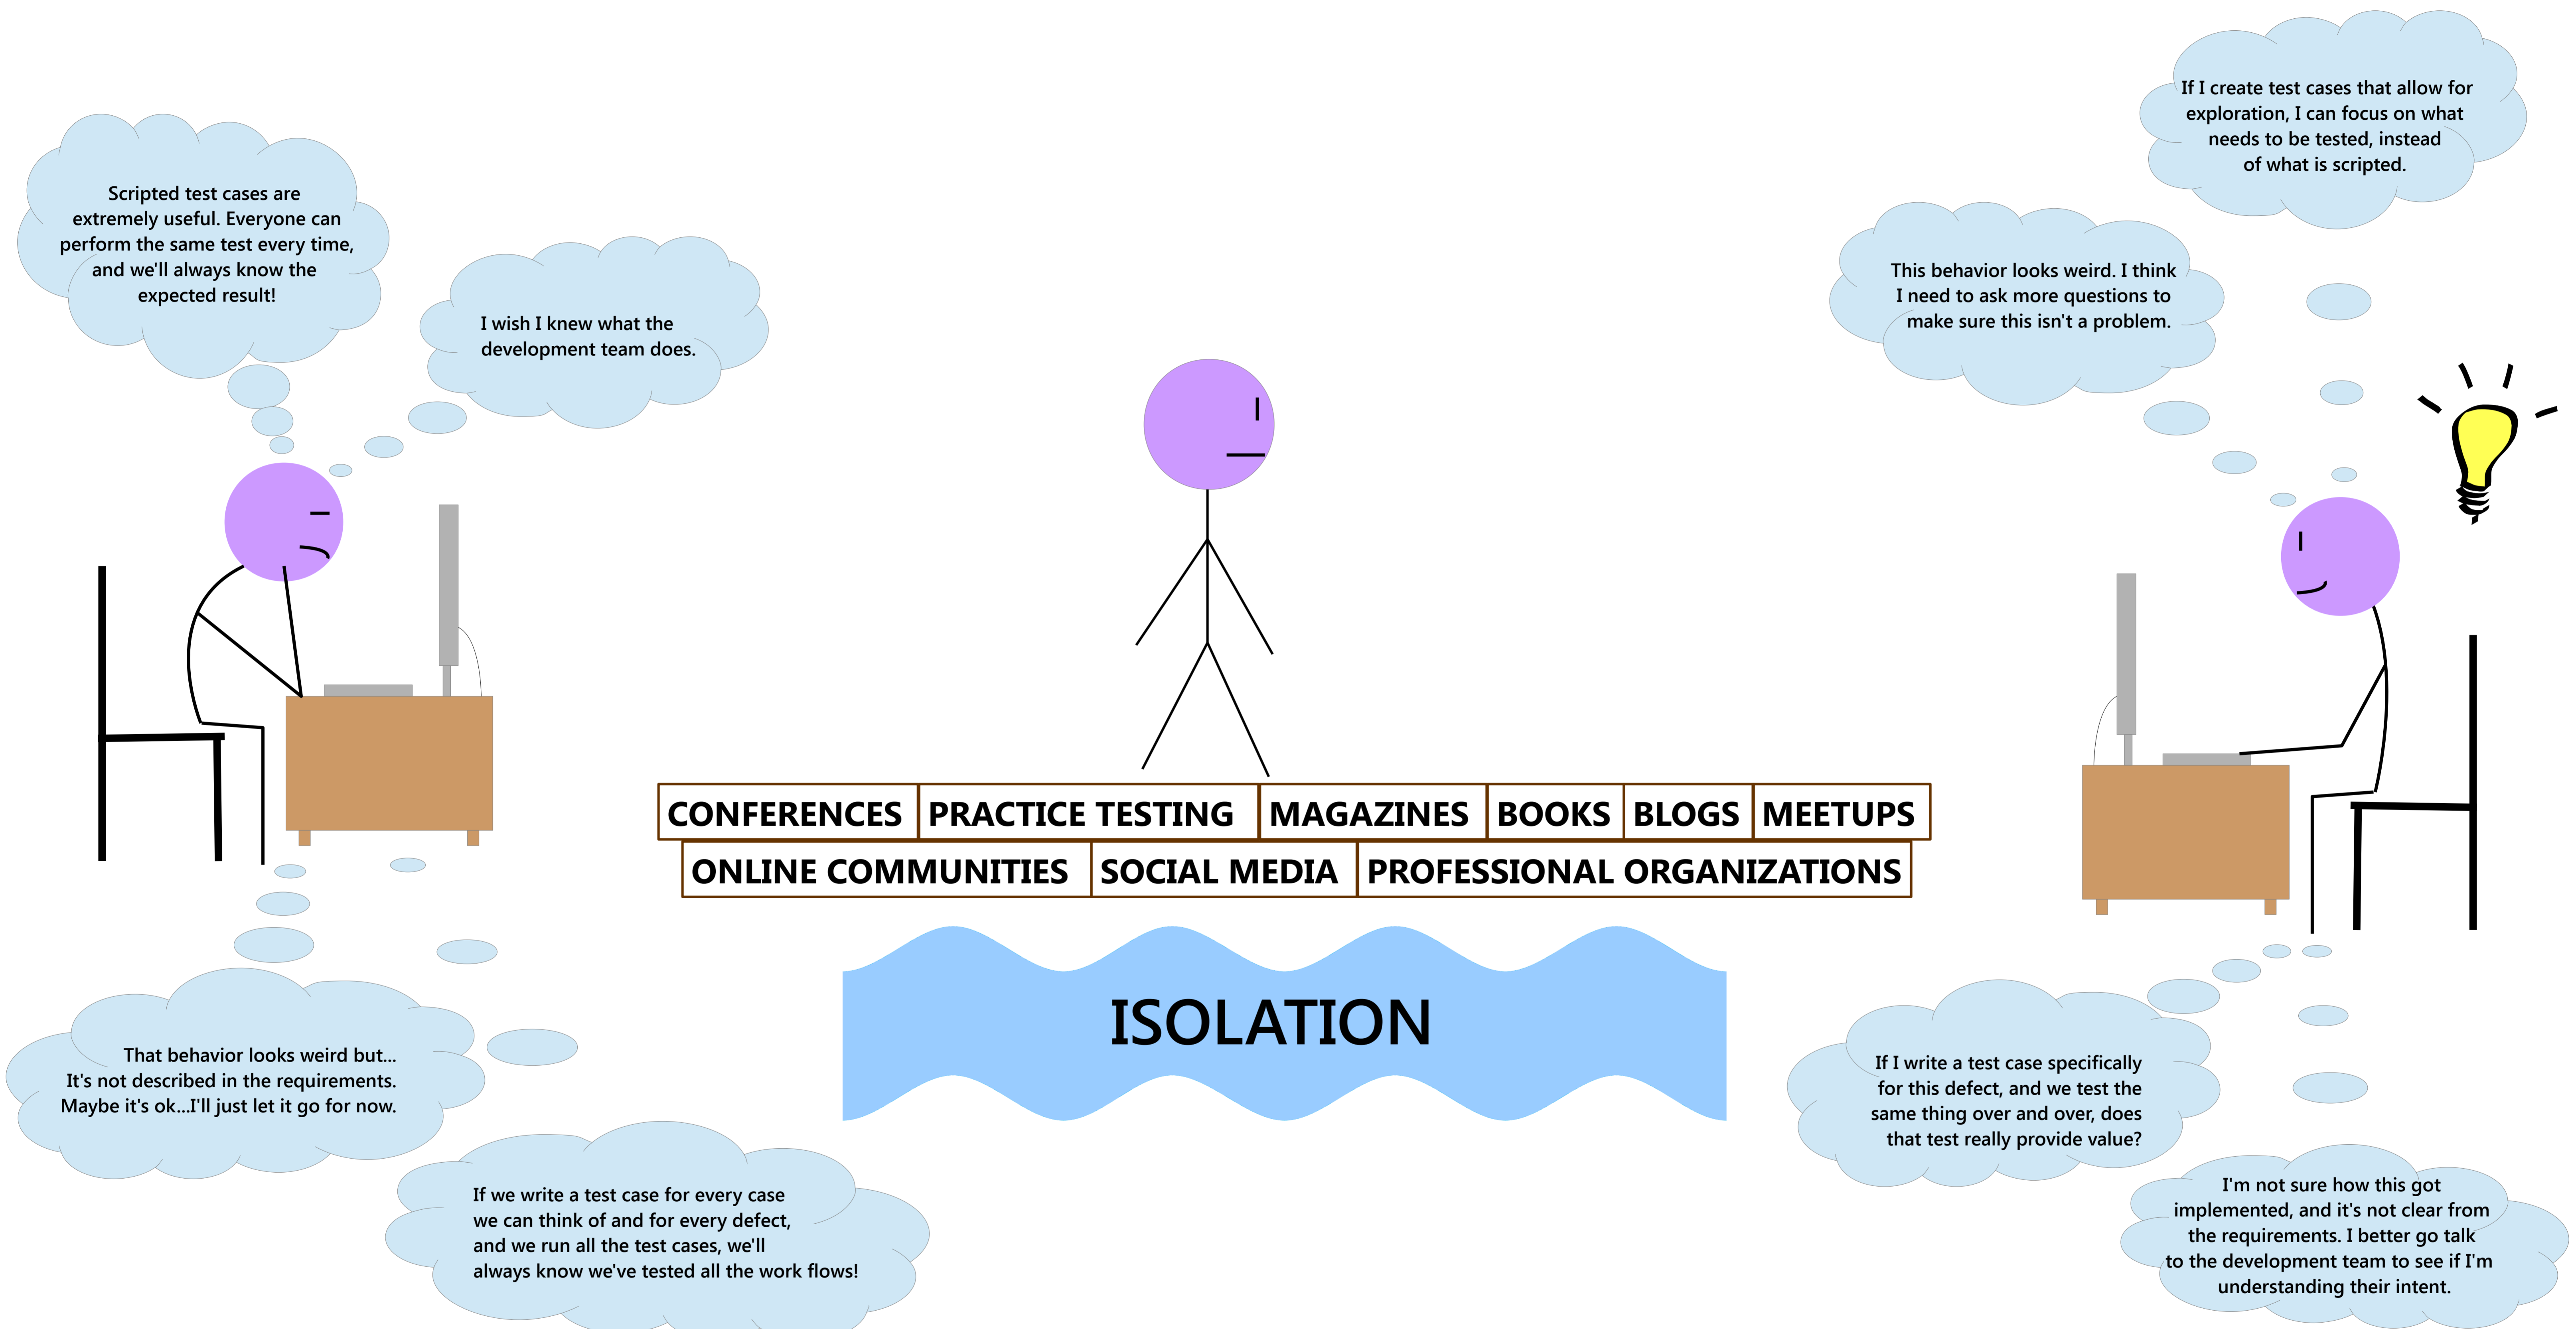 Scripted test cases are
extremely useful. Everyone can
perform the same test every time,
and we'll always know the
expected result!
I wish I knew what the
development team does.
That behavior looks weird but...
It's not described in the requirements.
Maybe it's ok...I'll just let it go for now.
If we write a test case for every case
we can think of and for every defect,
and we run all the test cases, we'll
always know we've tested all the work flows!
CONFERENCES PRACTICE TESTING MAGAZINES BOOKS BLOGS MEETUPS
ONLINE COMMUNITIES SOCIAL MEDIA PROFESSIONAL ORGANIZATIONS
ISOLATION
If I create test cases that allow for
exploration, I can focus on what
needs to be tested, instead
of what is scripted.
This behavior looks weird. I think
I need to ask more questions to
make sure this isn't a problem.
If I write a test case specifically
for this defect, and we test the
same thing over and over, does
that test really provide value?
I'm not sure how this got
implemented, and it's not clear from
the requirements. I better go talk
to the development team to see if I'm
understanding their intent.